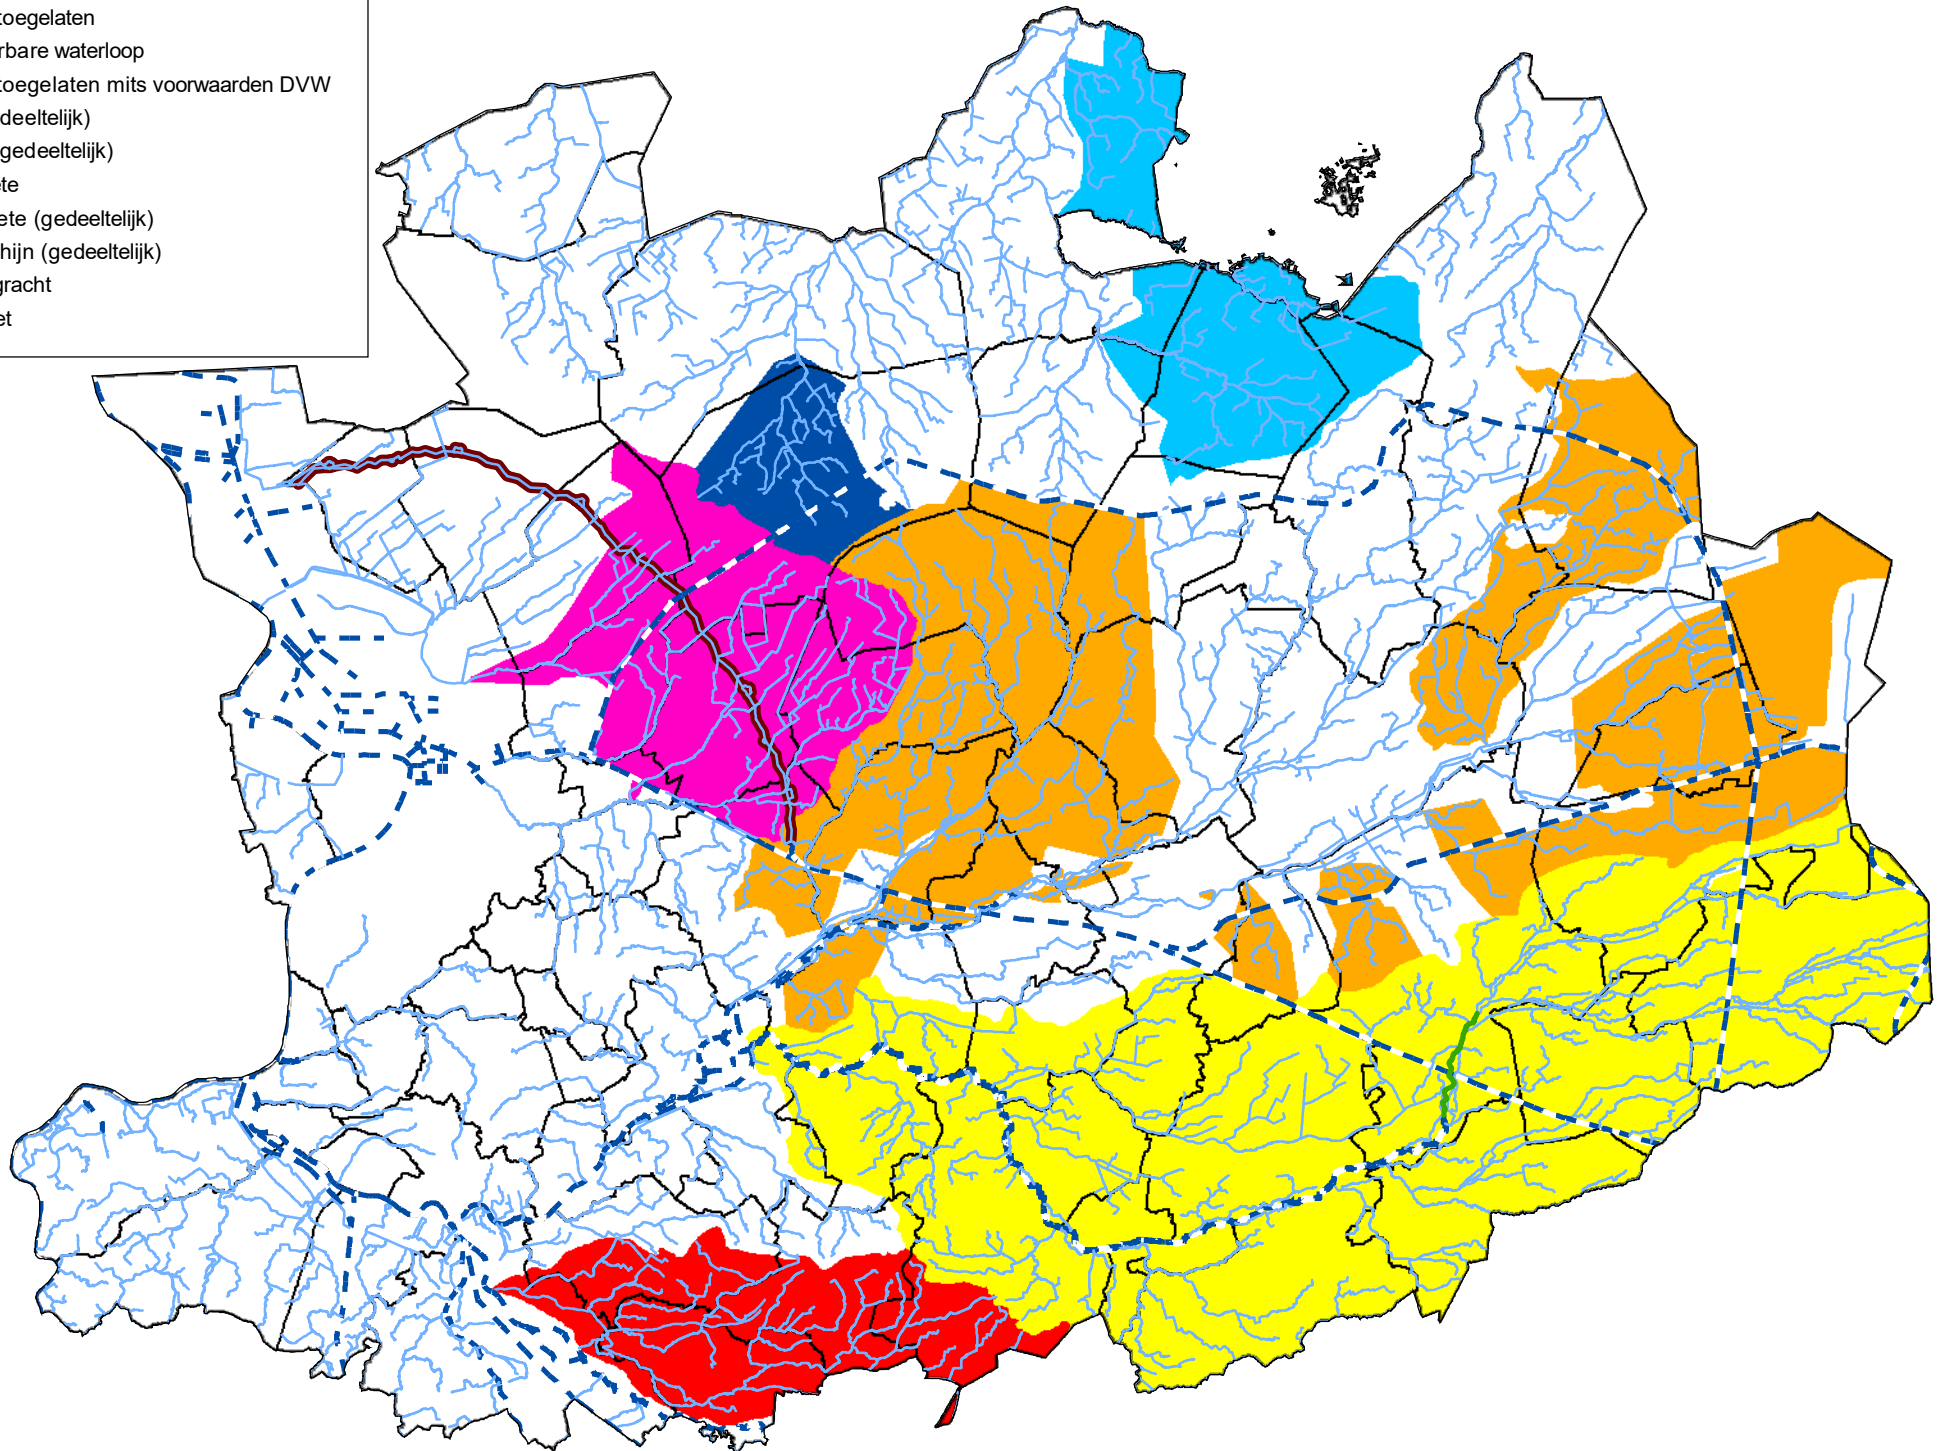 toegelaten
rbare waterloop
toegelaten mits voorwaarden DVW
deeltelijk)
gedeeltelijk)
te
ete (gedeeltelijk)
hijn (gedeeltelijk)
gracht
et